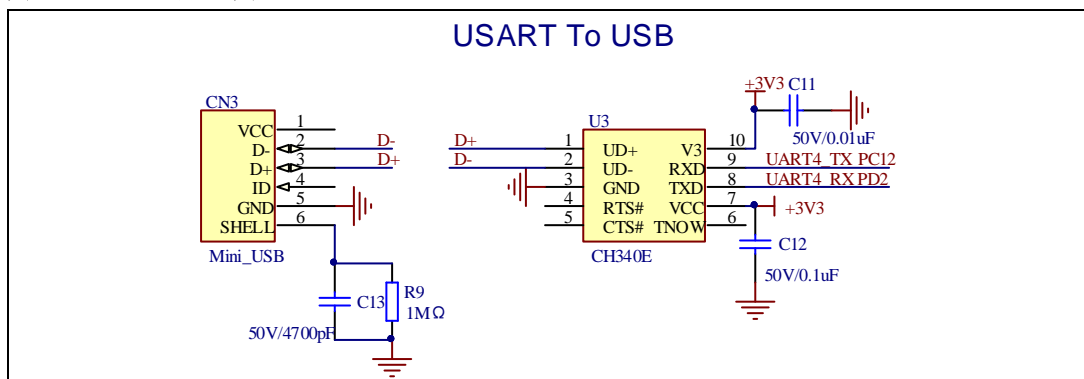 USART To USB
CN3
VCC 1
D- 2 D-
D+ 3 D+
ID 4
GND 5
SHELL 6
Mini_USB
C13
50V/4700pF
R9
1MΩ
U3
D+ 1 UD+ V3 10 +3V3
D- 2 UD- RXD 9 UART4_TX PC12
3 GND TXD 8 UART4_RX PD2
4 RTS# VCC 7 +3V3
5 CTS# TNOW 6
CH340E
C11
50V/0.01uF
C12
50V/0.1uF